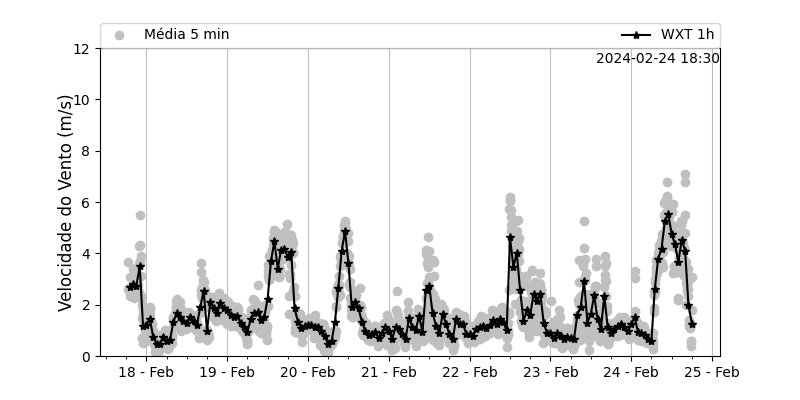 Média 5 min
WXT 1h
2024-02-24 18:30
Velocidade do Vento (m/s)
12
10
8
6
4
2
0
18 - Feb
19 - Feb
20 - Feb
21 - Feb
22 - Feb
23 - Feb
24 - Feb
25 - Feb